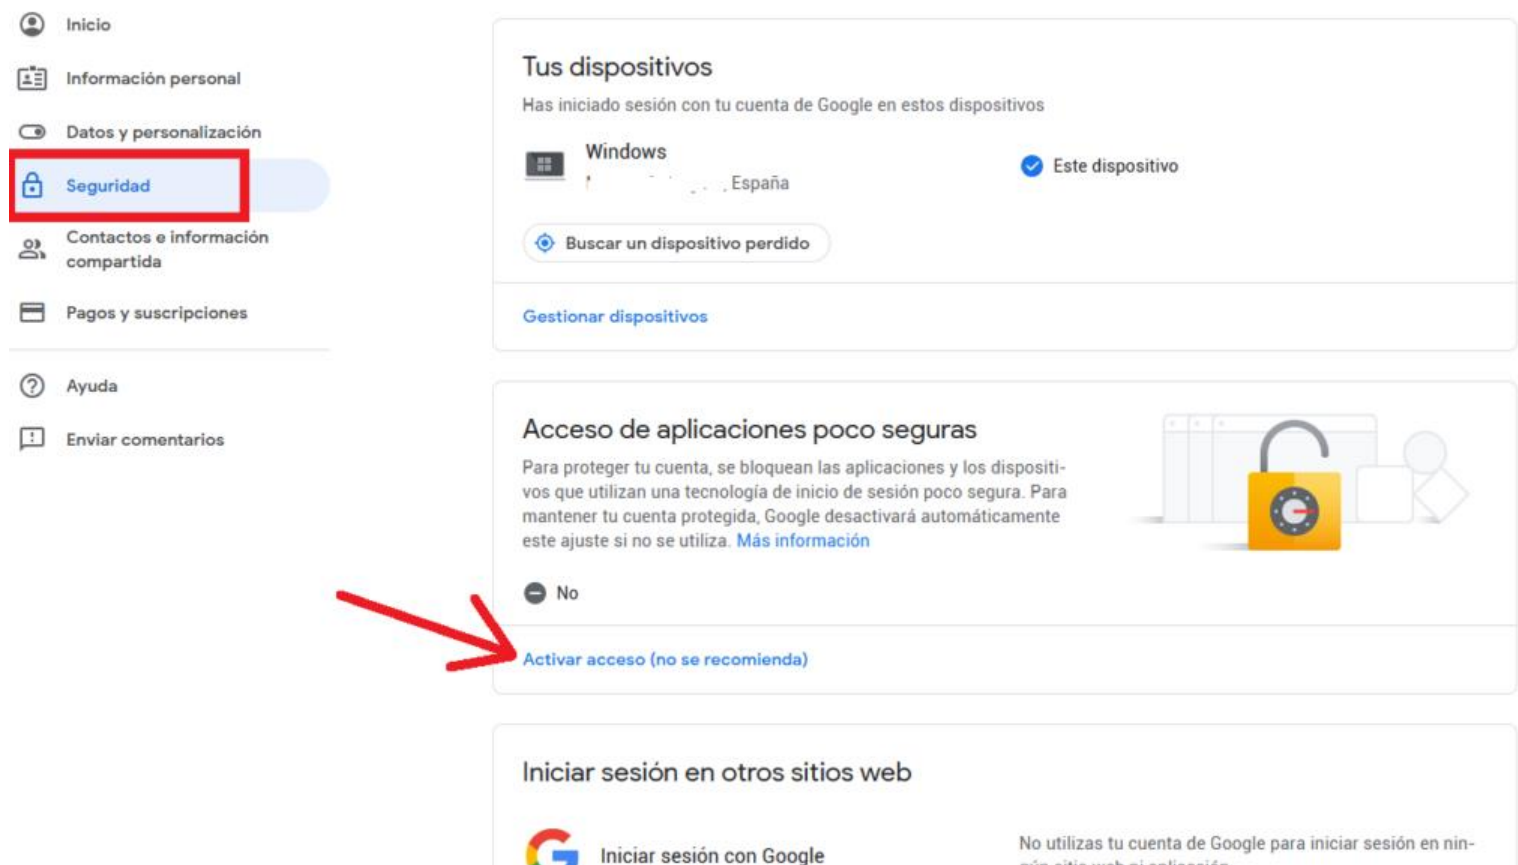 Inicio
Información personal
Datos y personalización
Seguridad
Contactos e información
compartida
Pagos y suscripciones
Ayuda
Enviar comentarios
Tus dispositivos
Has iniciado sesión con tu cuenta de Google en estos dispositivos
Windows
España
Este dispositivo
Buscar un dispositivo perdido
Gestionar dispositivos
Acceso de aplicaciones poco seguras
Para proteger tu cuenta, se bloquean las aplicaciones y los dispositi-
vos que utilizan una tecnología de inicio de sesión poco segura. Para
mantener tu cuenta protegida, Google desactivará automáticamente
este ajuste si no se utiliza. Más información
No
Activar acceso (no se recomienda)
Iniciar sesión en otros sitios web
Iniciar sesión con Google
No utilizas tu cuenta de Google para iniciar sesión en nin-
gún sitio web ni aplicación